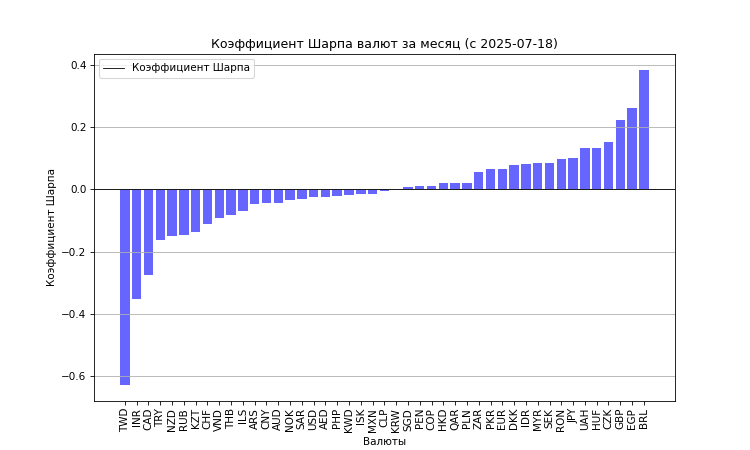 Коэффициент Шарпа валют за месяц (с 2025-07-18)
Коэффициент Шарпа
Коэффициент Шарпа
0.4
0.2
0.0
−0.2
−0.4
−0.6
TWD INR CAD TRY NZD RUB KZT CHF VND THB ILS ARS CNY AUD NOK SAR USD AED PHP KWD ISK MXN CLP KRW SGD PEN COP HKD QAR PLN ZAR PKR EUR DKK IDR MYR SEK RON JPY UAH HUF CZK GBP EGP BRL
Валюты